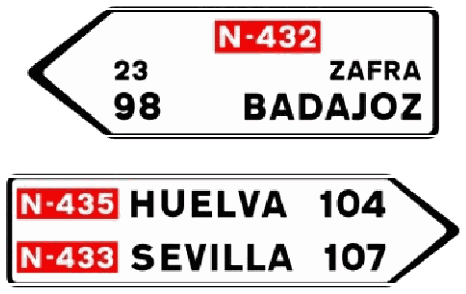 N-432
23 ZAFRA
98 BADAJOZ
N-435 HUELVA 104
N-433 SEVILLA 107